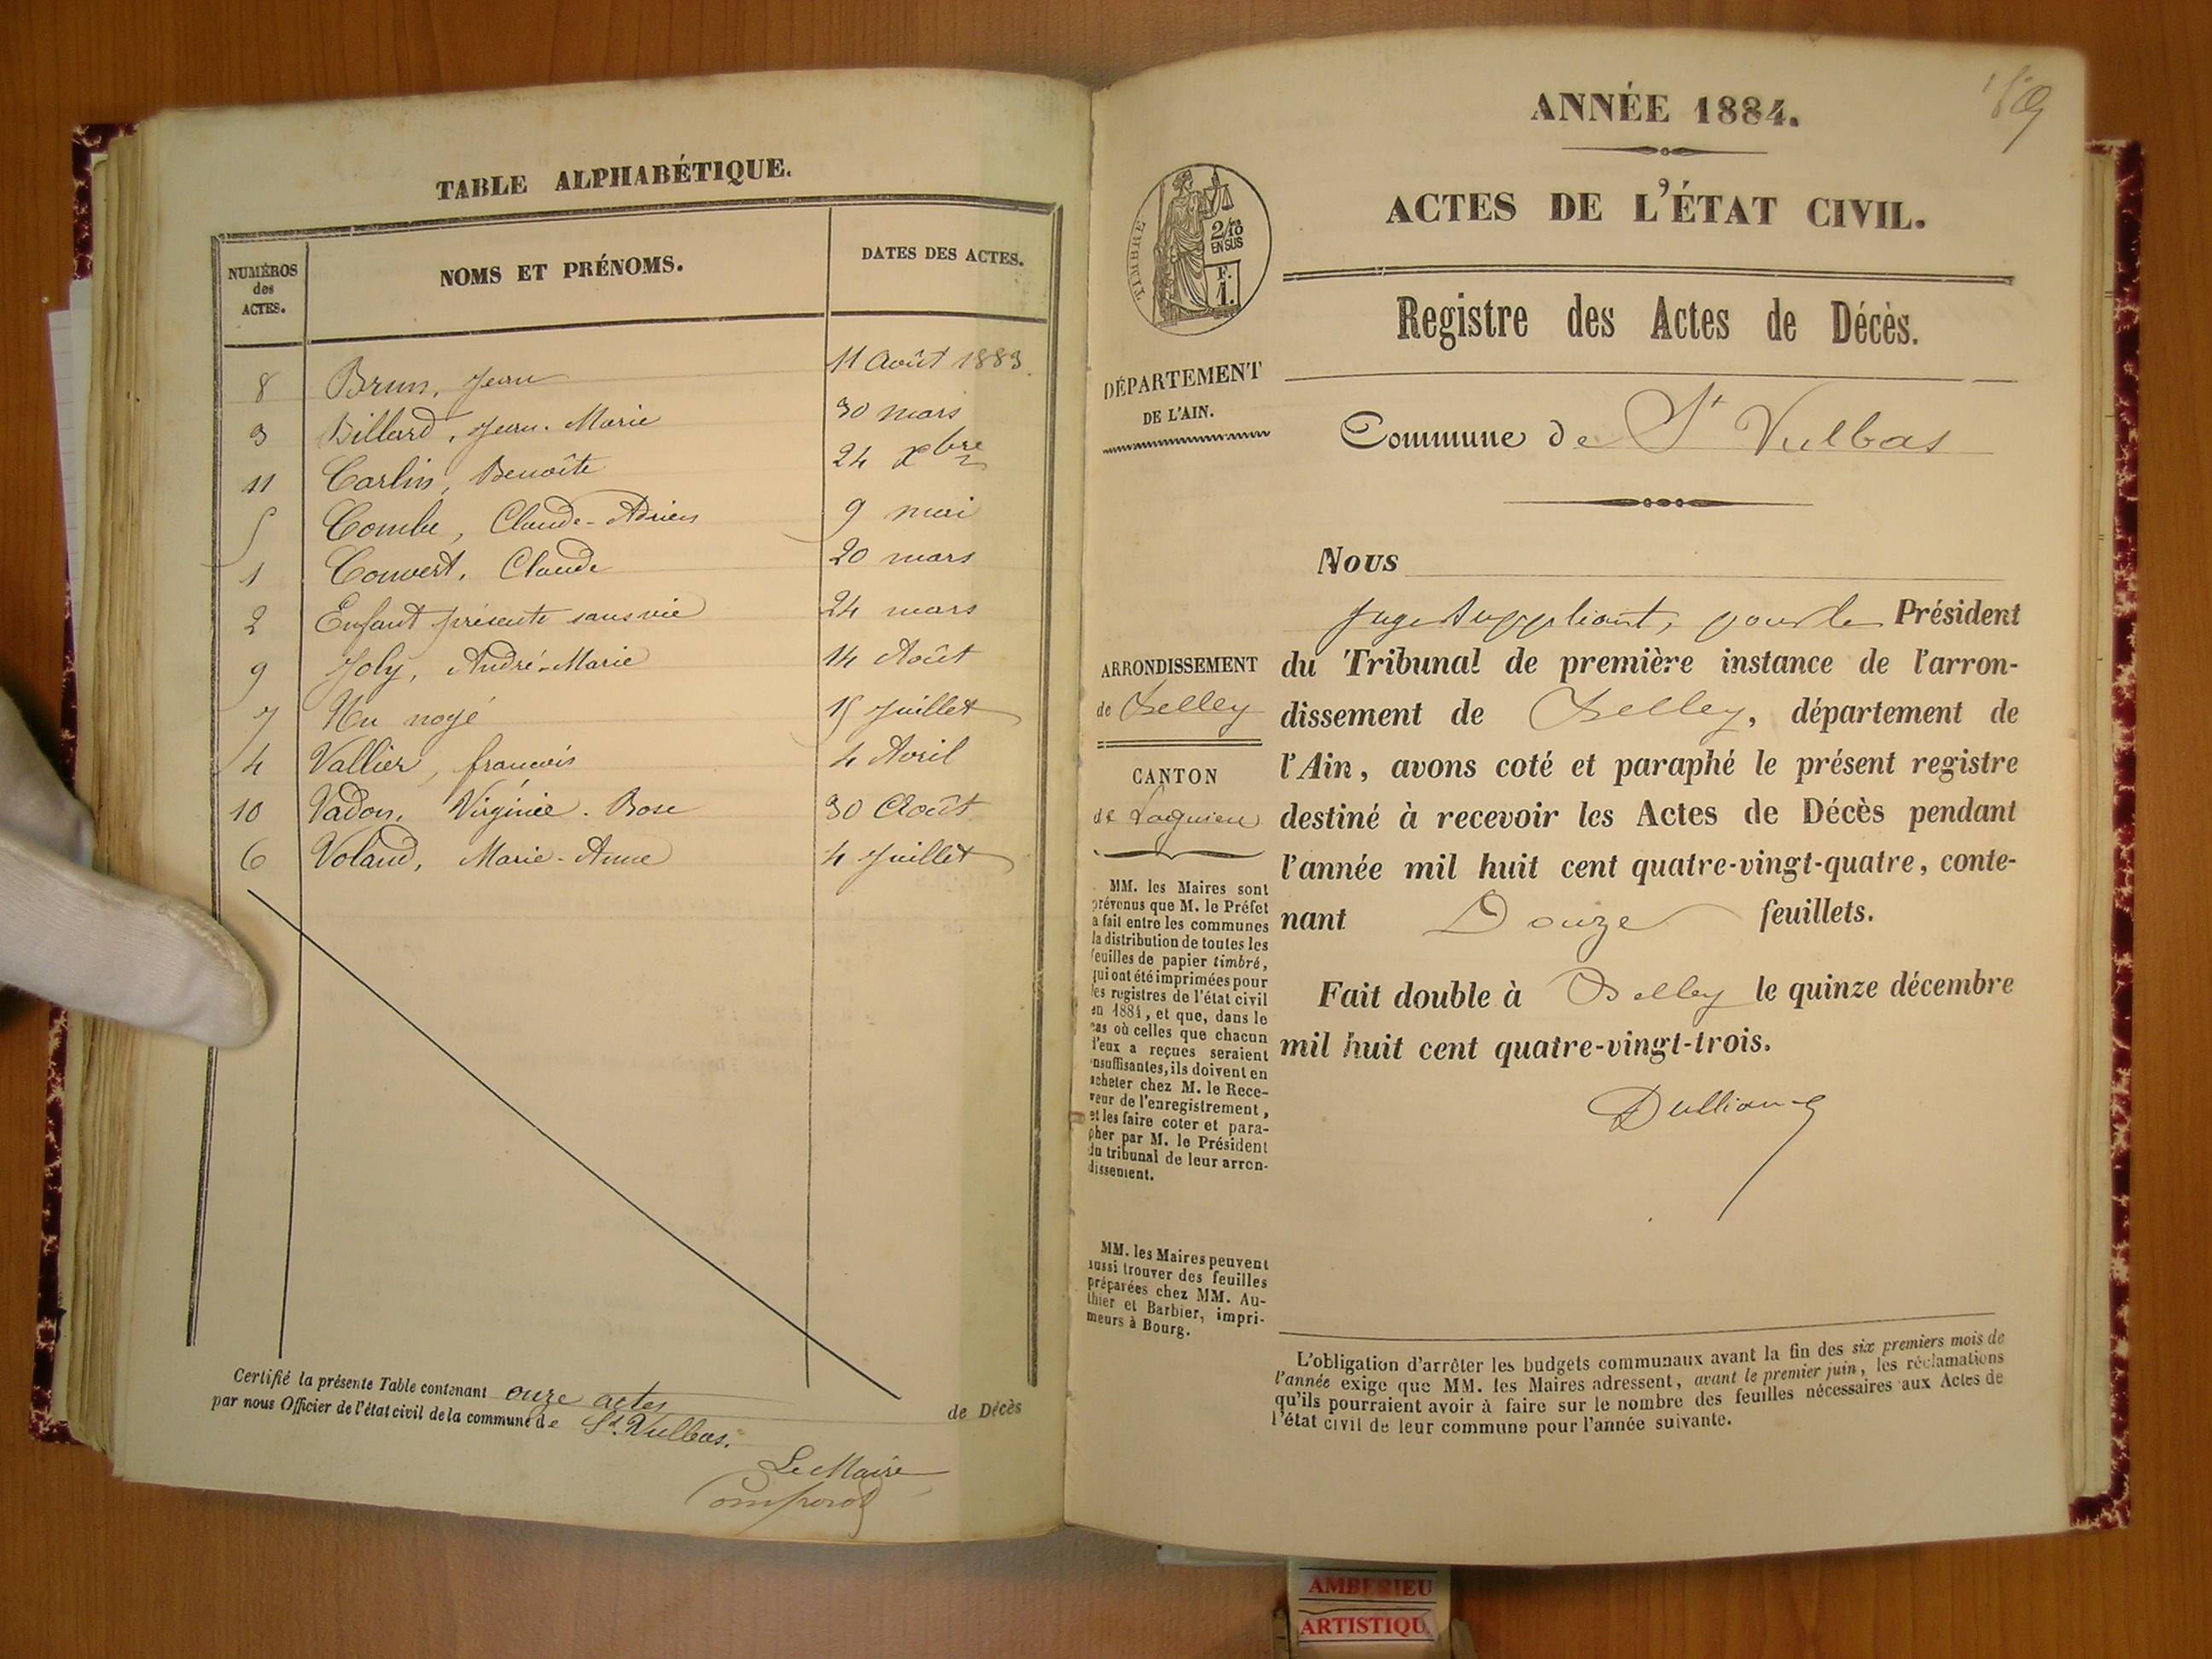 TABLE ALPHABÉTIQUE.
NUMÉROS des ACTES.
NOMS ET PRÉNOMS.
DATES DES ACTES.
8 Brun, Jean 11 Août 1883.
3 Billard, Jean-Marie 30 mars
11 Carlin, Benoîte 24 Xbre
5 Combe, Claude-Adrien 9 mai
1 Convert, Claude 20 mars
2 Enfant présenté sans vie 24 mars
9 Joly, André-Marie 14 Août
7 Un noyé 15 Juillet
4 Vallier, francois 4 Avril
10 Vadon, Virginie-Rose 30 Août
6 Voland, Marie-Anne 4 Juillet
Certifié la présente Table contenant onze actes de Décès
par nous Officier de l'état civil de la commune de St. Vulbas.
Le Maire
189
ANNÉE 1884.
ACTES DE L'ÉTAT CIVIL.
TIMBRE
2/10
EN SUS
F.
1.
Registre des Actes de Décès.
DÉPARTEMENT
DE L'AIN.
Commune de St Vulbas
Nous
Juge Suppléant, pour le Président
du Tribunal de première instance de l'arron-
dissement de Belley, département de
l'Ain, avons coté et paraphé le présent registre
destiné à recevoir les Actes de Décès pendant
l'année mil huit cent quatre-vingt-quatre, conte-
nant Douze feuillets.
Fait double à Belley le quinze décembre
mil huit cent quatre-vingt-trois.
ARRONDISSEMENT
de Belley
CANTON
de Lagnieu
MM. les Maires sont
prévenus que M. le Préfet
a fait entre les communes
la distribution de toutes les
feuilles de papier timbré,
qui ont été imprimées pour
les registres de l'état civil
en 1884, et que, dans le
cas où celles que chacun
d'eux a reçues seraient
insuffisantes, ils doivent en
acheter chez M. le Rece-
veur de l'enregistrement,
et les faire coter et para-
pher par M. le Président
du tribunal de leur arron-
dissement.
MM. les Maires peuvent
aussi trouver des feuilles
préparées chez MM. Au-
thier et Barbier, impri-
meurs à Bourg.
L'obligation d'arrêter les budgets communaux avant la fin des six premiers mois de
l'année exige que MM. les Maires adressent, avant le premier juin, les réclamations
qu'ils pourraient avoir à faire sur le nombre des feuilles nécessaires aux Actes de
l'état civil de leur commune pour l'année suivante.
AMBERIEU
ARTISTIQU